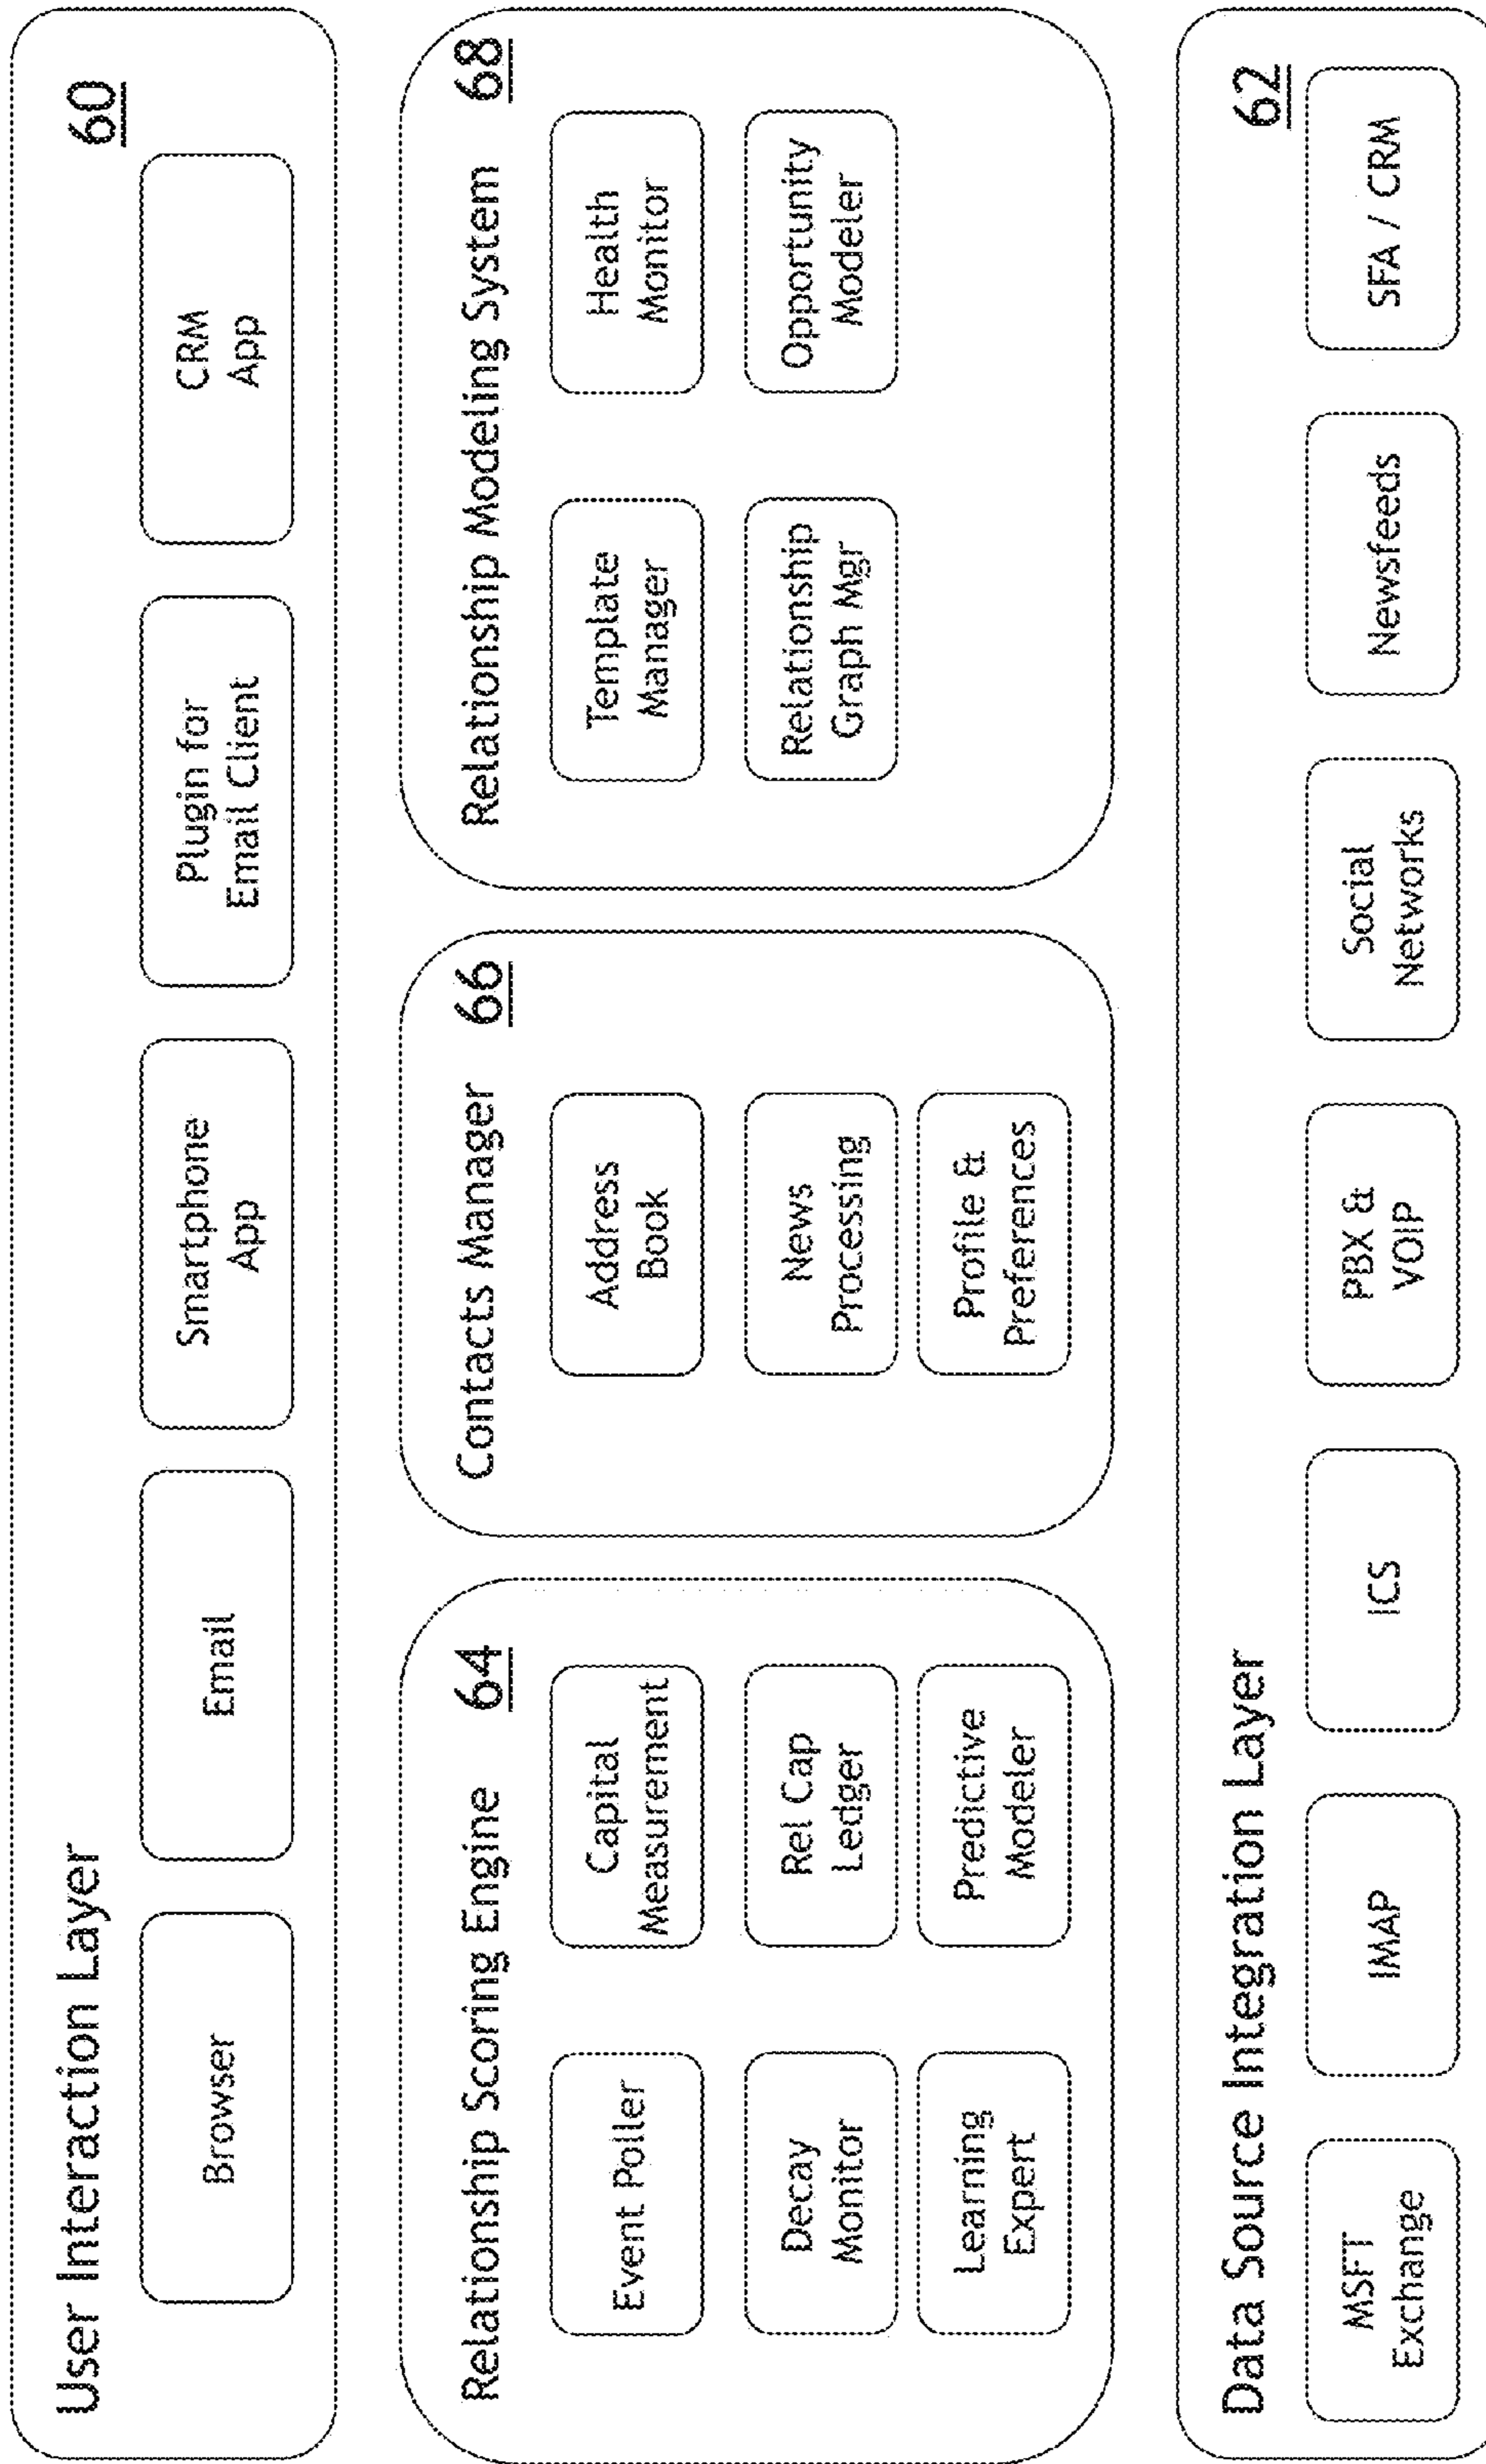 User Interaction Layer
60
Browser
Email
Smartphone
App
Plugin for
Email Client
CRM
App
Relationship Scoring Engine 64
Event Poller
Capital
Measurement
Decay
Monitor
Rel Cap
Ledger
Learning
Expert
Predictive
Modeler
Contacts Manager 66
Address
Book
News
Processing
Profile &
Preferences
Relationship Modeling System 68
Template
Manager
Health
Monitor
Relationship
Graph Mgr
Opportunity
Modeler
Data Source Integration Layer
62
MSFT
Exchange
IMAP
ICS
PBX &
VOIP
Social
Networks
Newsfeeds
SFA / CRM